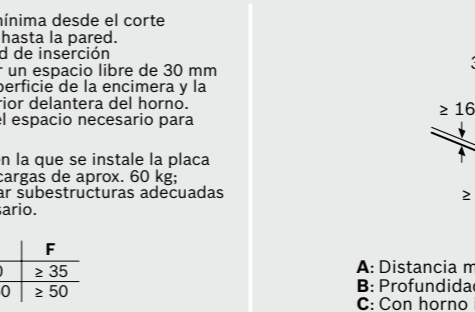 nínima desde el corte
hasta la pared.
d de inserción
r un espacio libre de 30 mm
perficie de la encimera y la
rior delantera del horno.
el espacio necesario para
n la que se instale la placa
cargas de aprox. 60 kg;
ar subestructuras adecuadas
sario.
F
0 ≥ 35
0 ≥ 50
3
≥ 16
≥
A: Distancia m
B: Profundidad
C: Con horno i